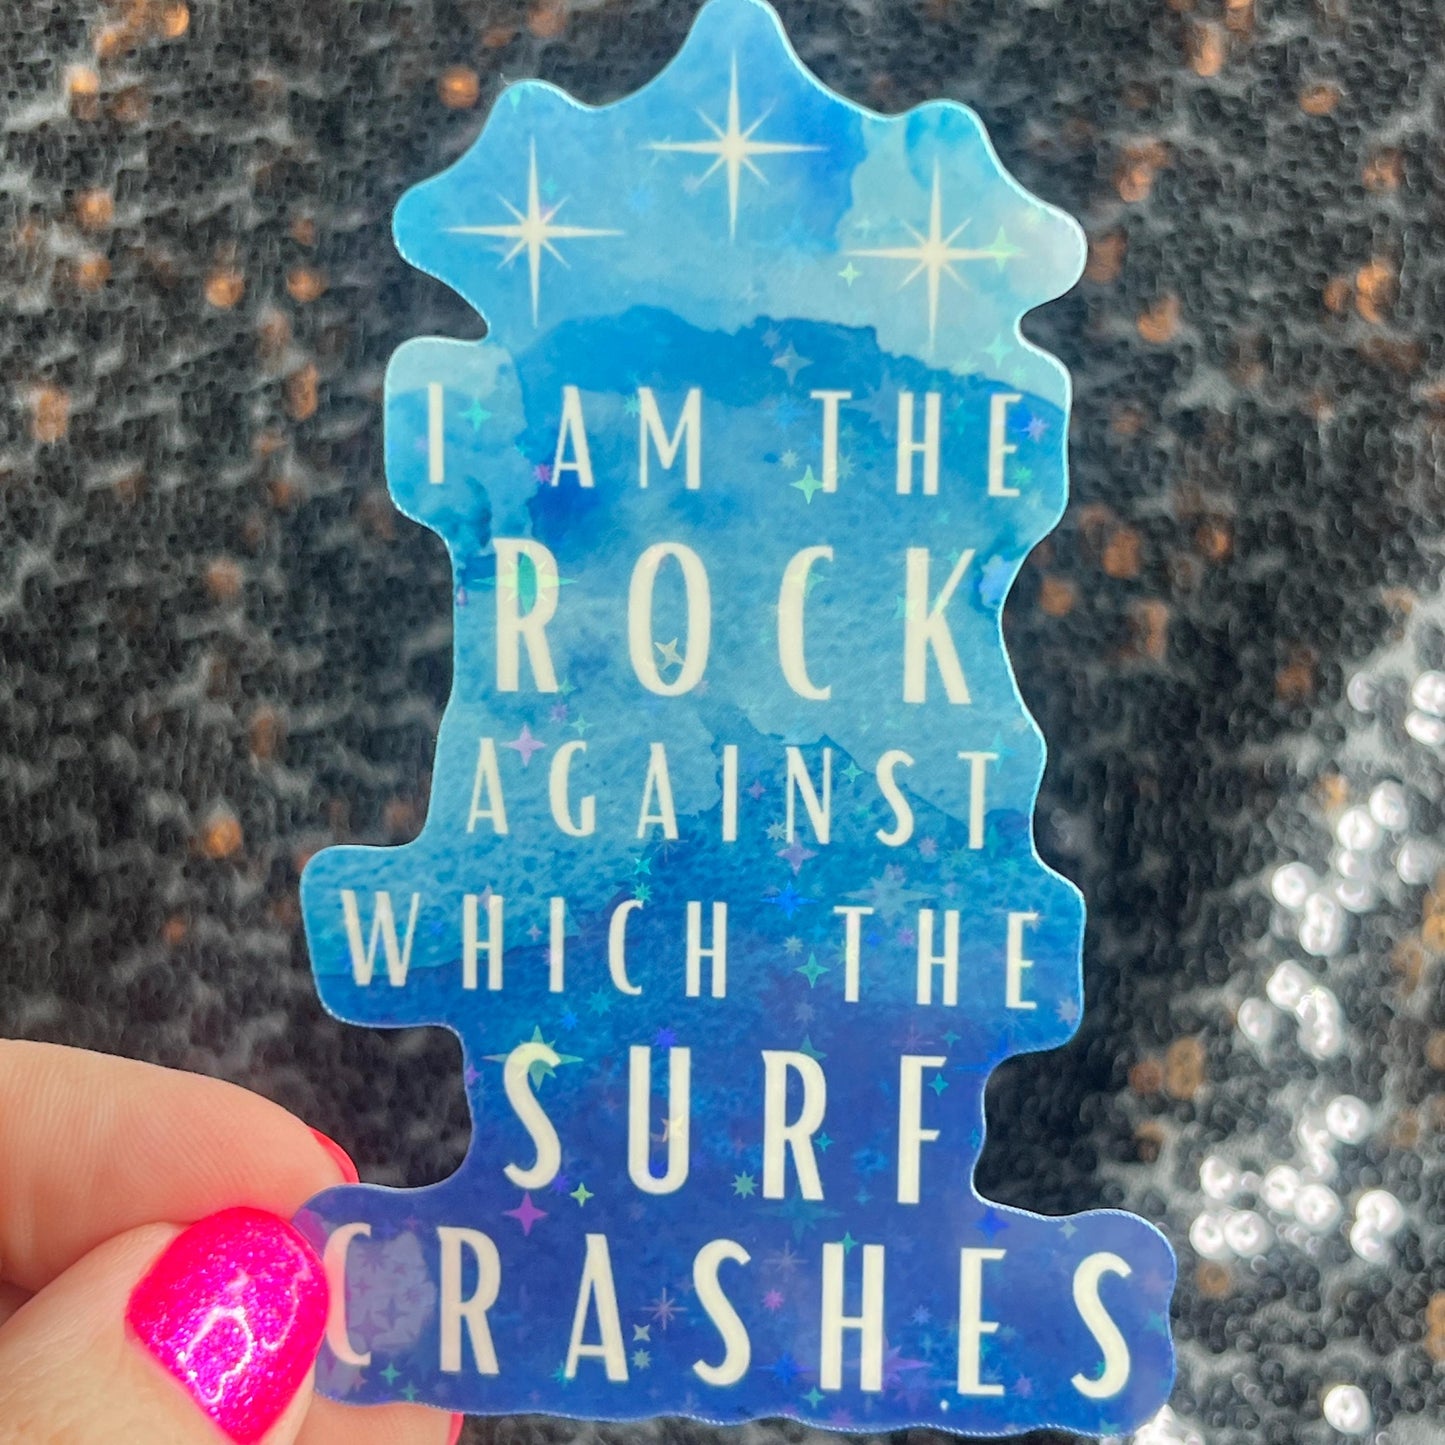 I AM THE
ROCK
AGAINST
WHICH THE
SURF
CRASHES